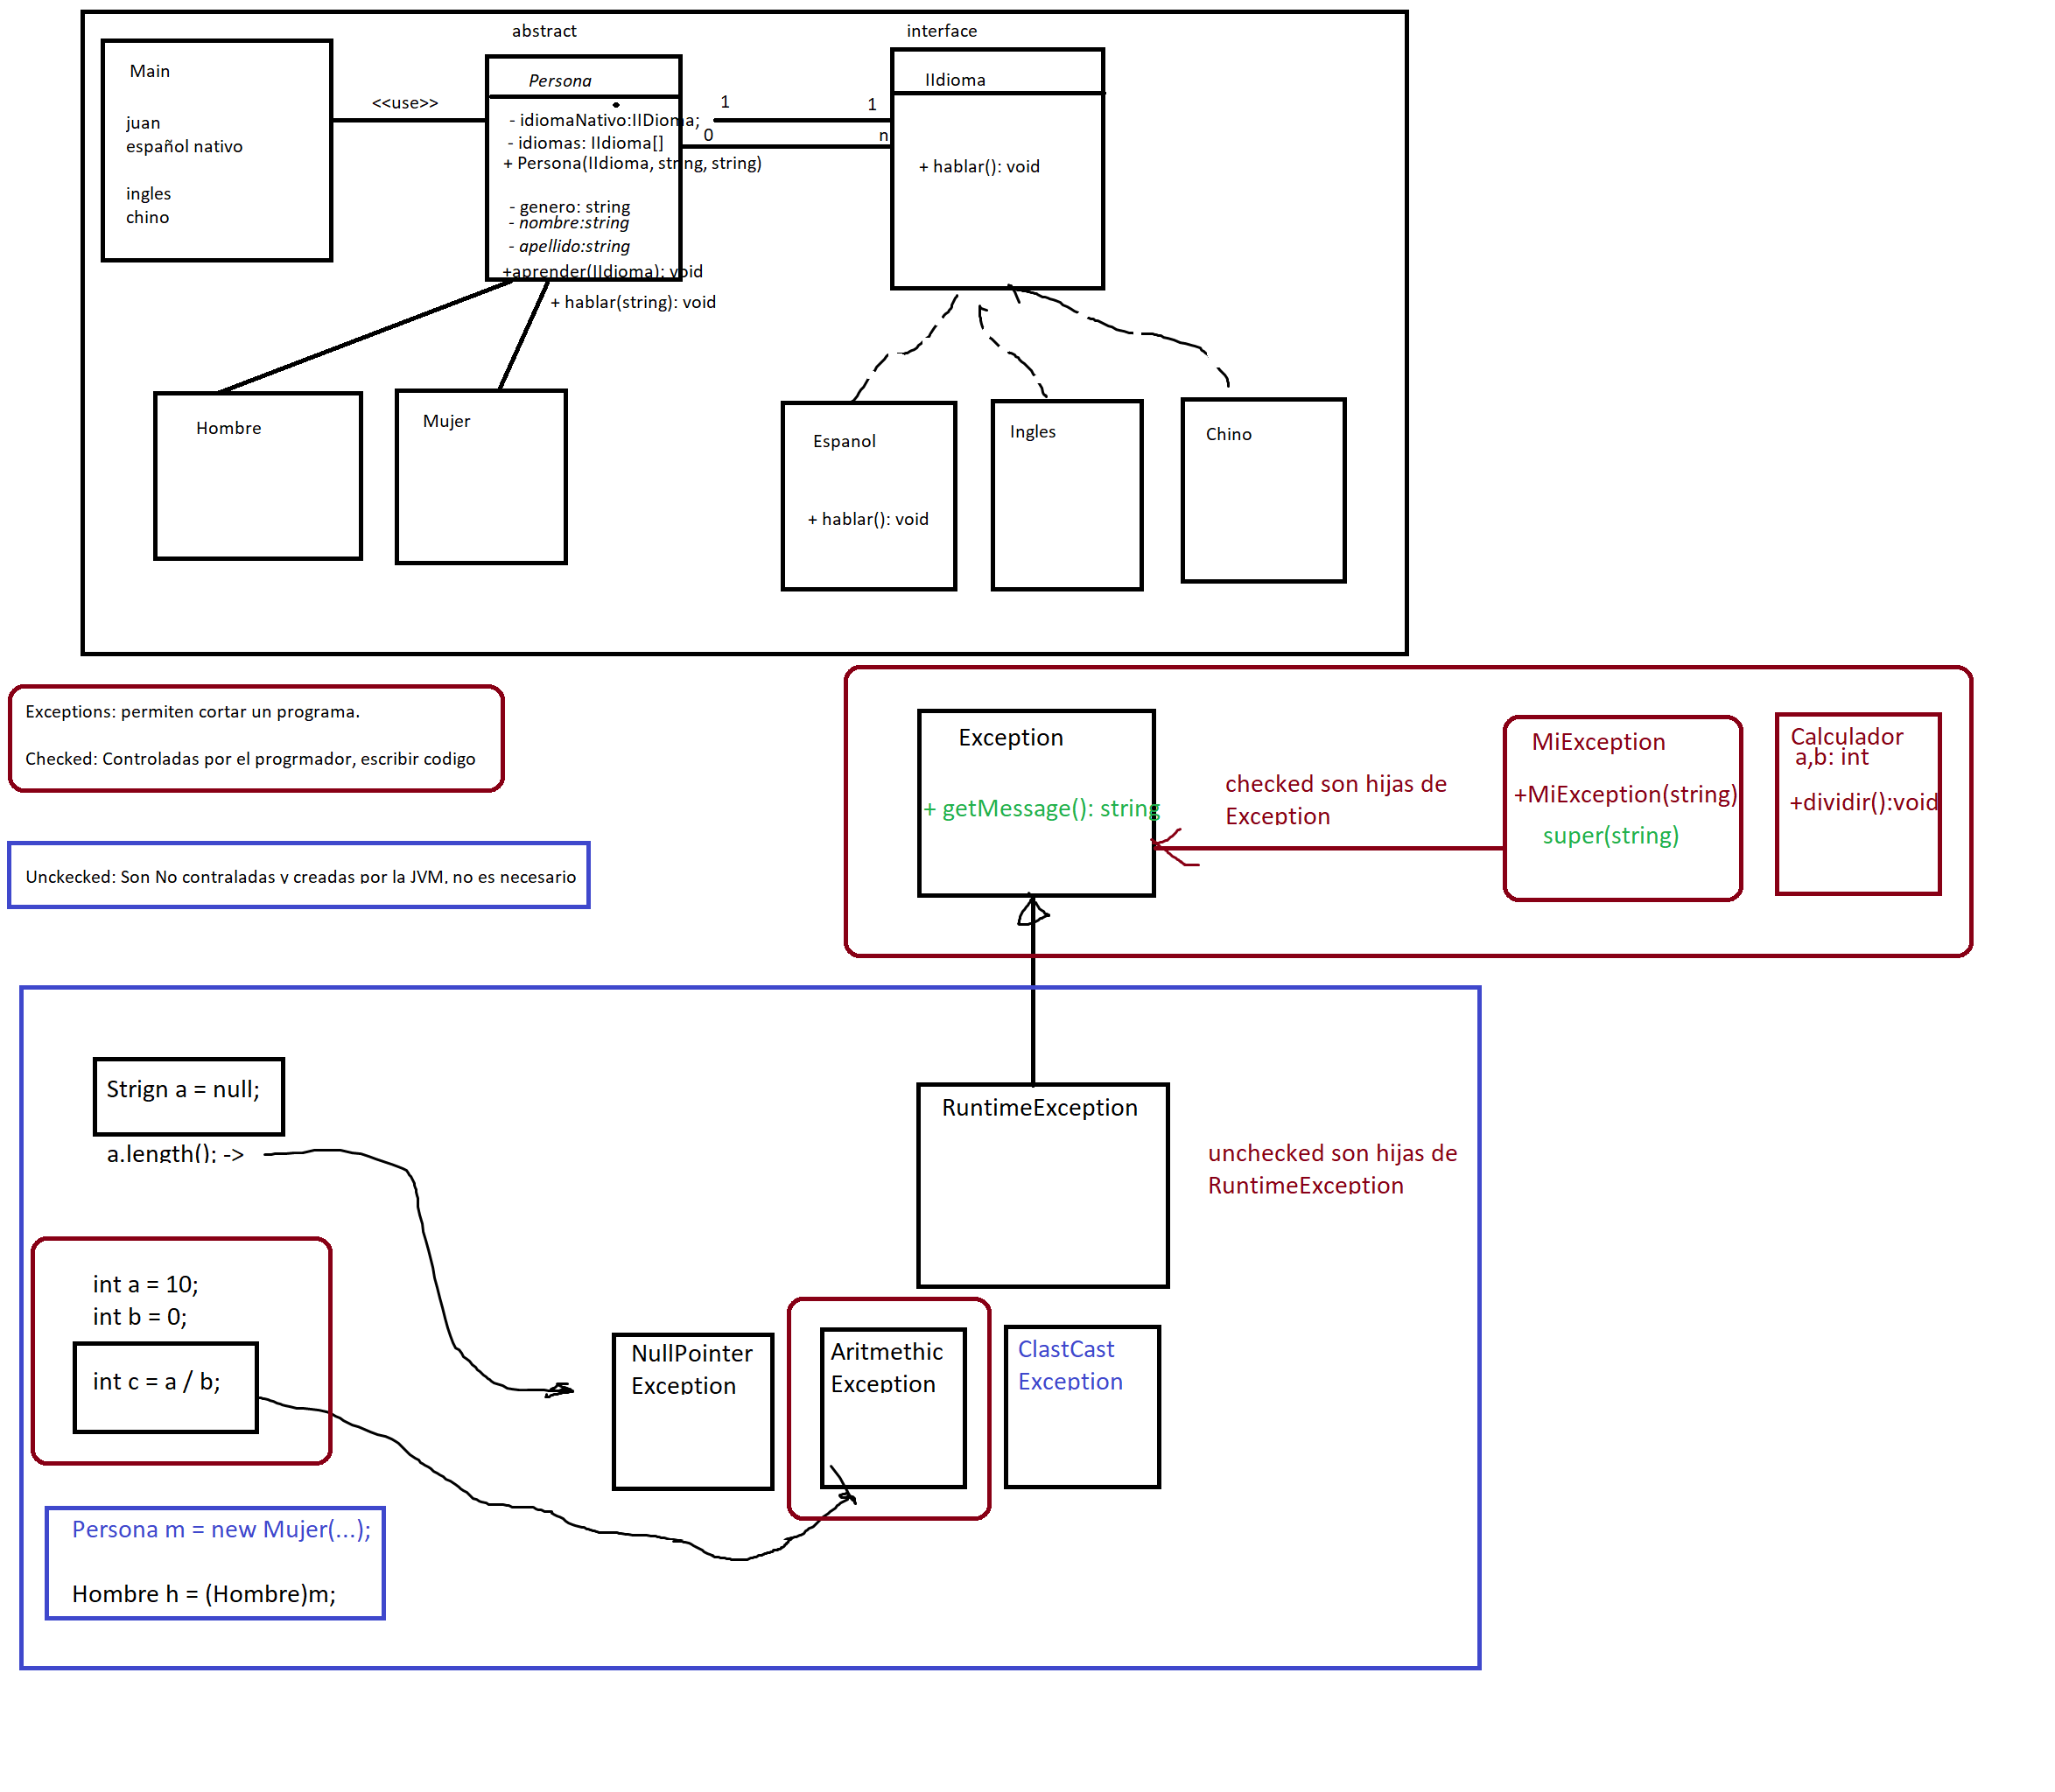 abstract
interface
Main
juan
español nativo
ingles
chino
<<use>>
Persona
- idiomaNativo:IIDioma;
- idiomas: IIdioma[]
+ Persona(IIdioma, string, string)
- genero: string
- nombre:string
- apellido:string
+aprender(IIdioma): void
+ hablar(string): void
1
1
0
n
IIdioma
+ hablar(): void
Hombre
Mujer
Espanol
+ hablar(): void
Ingles
Chino
Exceptions: permiten cortar un programa.
Checked: Controladas por el progrmador, escribir codigo
Unckecked: Son No contraladas y creadas por la JVM, no es necesario
Exception
+ getMessage(): string
checked son hijas de
Exception
MiException
+MiException(string)
super(string)
Calculador
a,b: int
+dividir():void
Strign a = null;
a.length(); ->
RuntimeException
unchecked son hijas de
RuntimeException
int a = 10;
int b = 0;
int c = a / b;
NullPointer
Exception
Aritmethic
Exception
ClastCast
Exception
Persona m = new Mujer(...);
Hombre h = (Hombre)m;